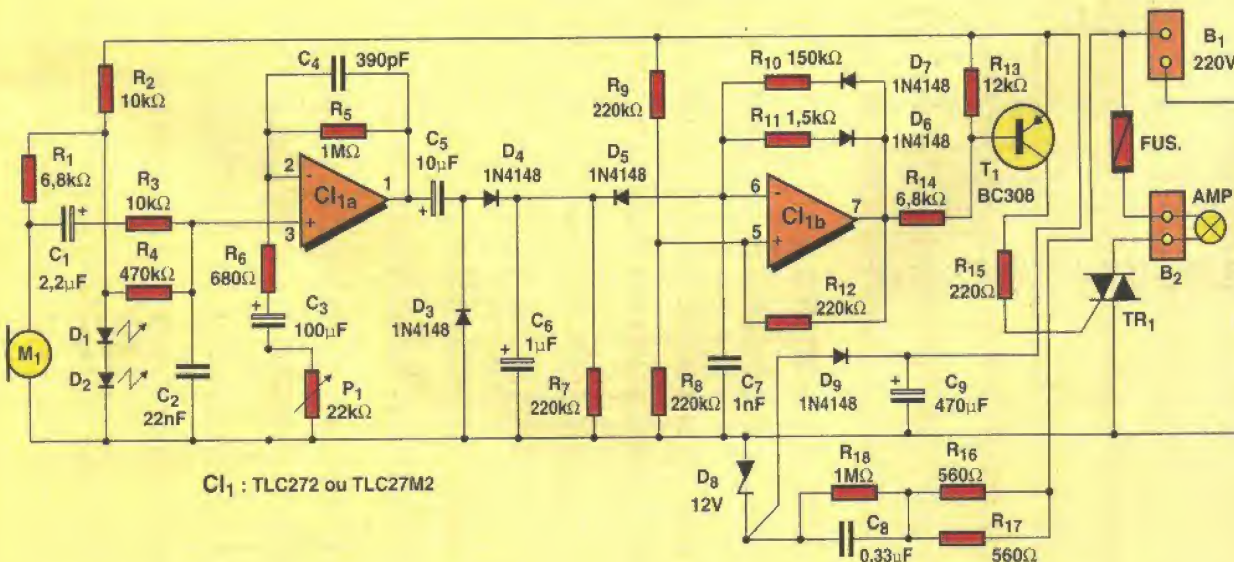 C4 390pF
R2
10kΩ
R5
1MΩ
R1
6,8kΩ
R3
10kΩ
C1
2,2µF
R4
470kΩ
2
-
CI1a
1
+
3
C5
10µF
+
D4
1N4148
D5
1N4148
R9
220kΩ
R10 150kΩ
D7
1N4148
R11 1,5kΩ
D6
1N4148
R13
12kΩ
T1
BC308
B1
220V
FUS.
AMP
B2
6
-
CI1b
7
5
+
R14
6,8kΩ
R15
220Ω
TR1
R12
220kΩ
R6
680Ω
+
C3
100µF
D3
1N4148
C6
1µF
+
M1
D1
D2
C2
22nF
P1
22kΩ
R7
220kΩ
R8
220kΩ
C7
1nF
D9
1N4148
+
C9
470µF
CI1 : TLC272 ou TLC27M2
D8
12V
R18
1MΩ
R16
560Ω
C8
0,33µF
R17
560Ω